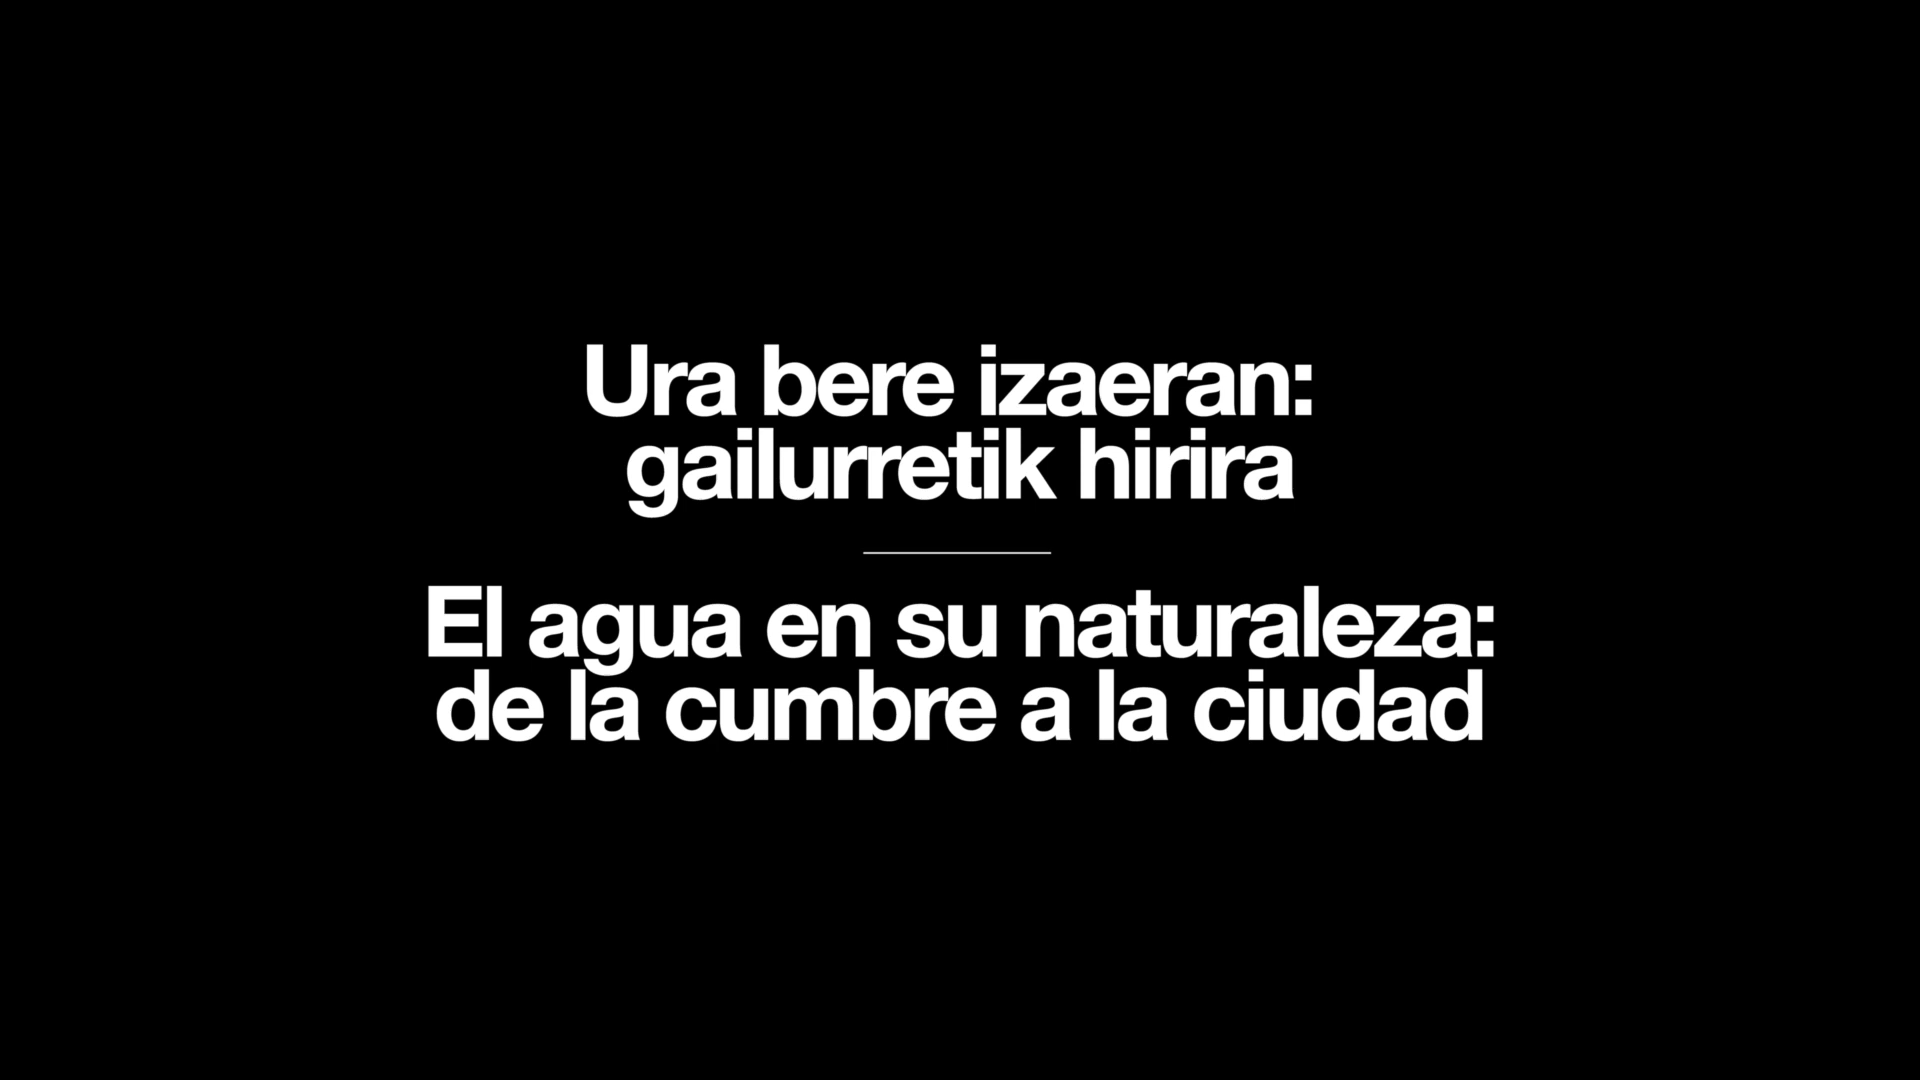 Ura bere izaeran:
gailurretik hirira
El agua en su naturaleza:
de la cumbre a la ciudad